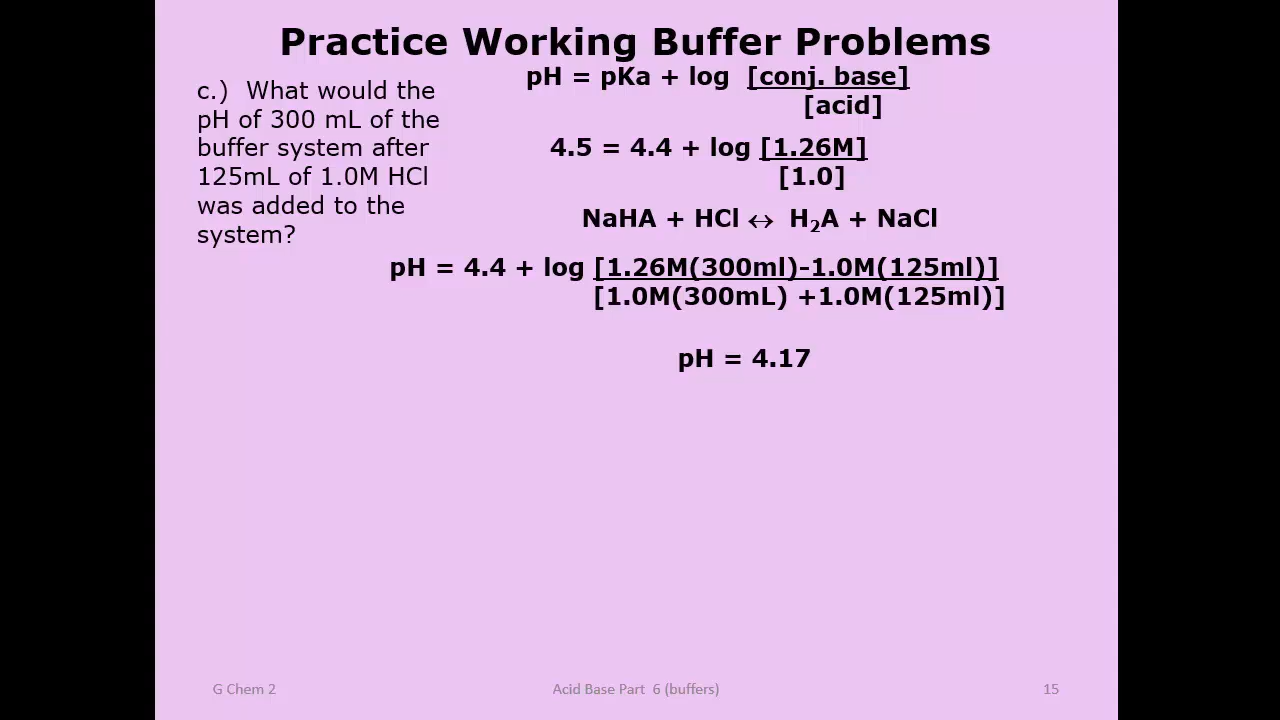 Practice Working Buffer Problems
c.) What would the
pH of 300 mL of the
buffer system after
125mL of 1.0M HCl
was added to the
system?
pH = pKa + log [conj. base]
[acid]
4.5 = 4.4 + log [1.26M]
[1.0]
NaHA + HCl ↔ H₂A + NaCl
pH = 4.4 + log [1.26M(300ml)-1.0M(125ml)]
[1.0M(300mL) +1.0M(125ml)]
pH = 4.17
G Chem 2
Acid Base Part 6 (buffers)
15